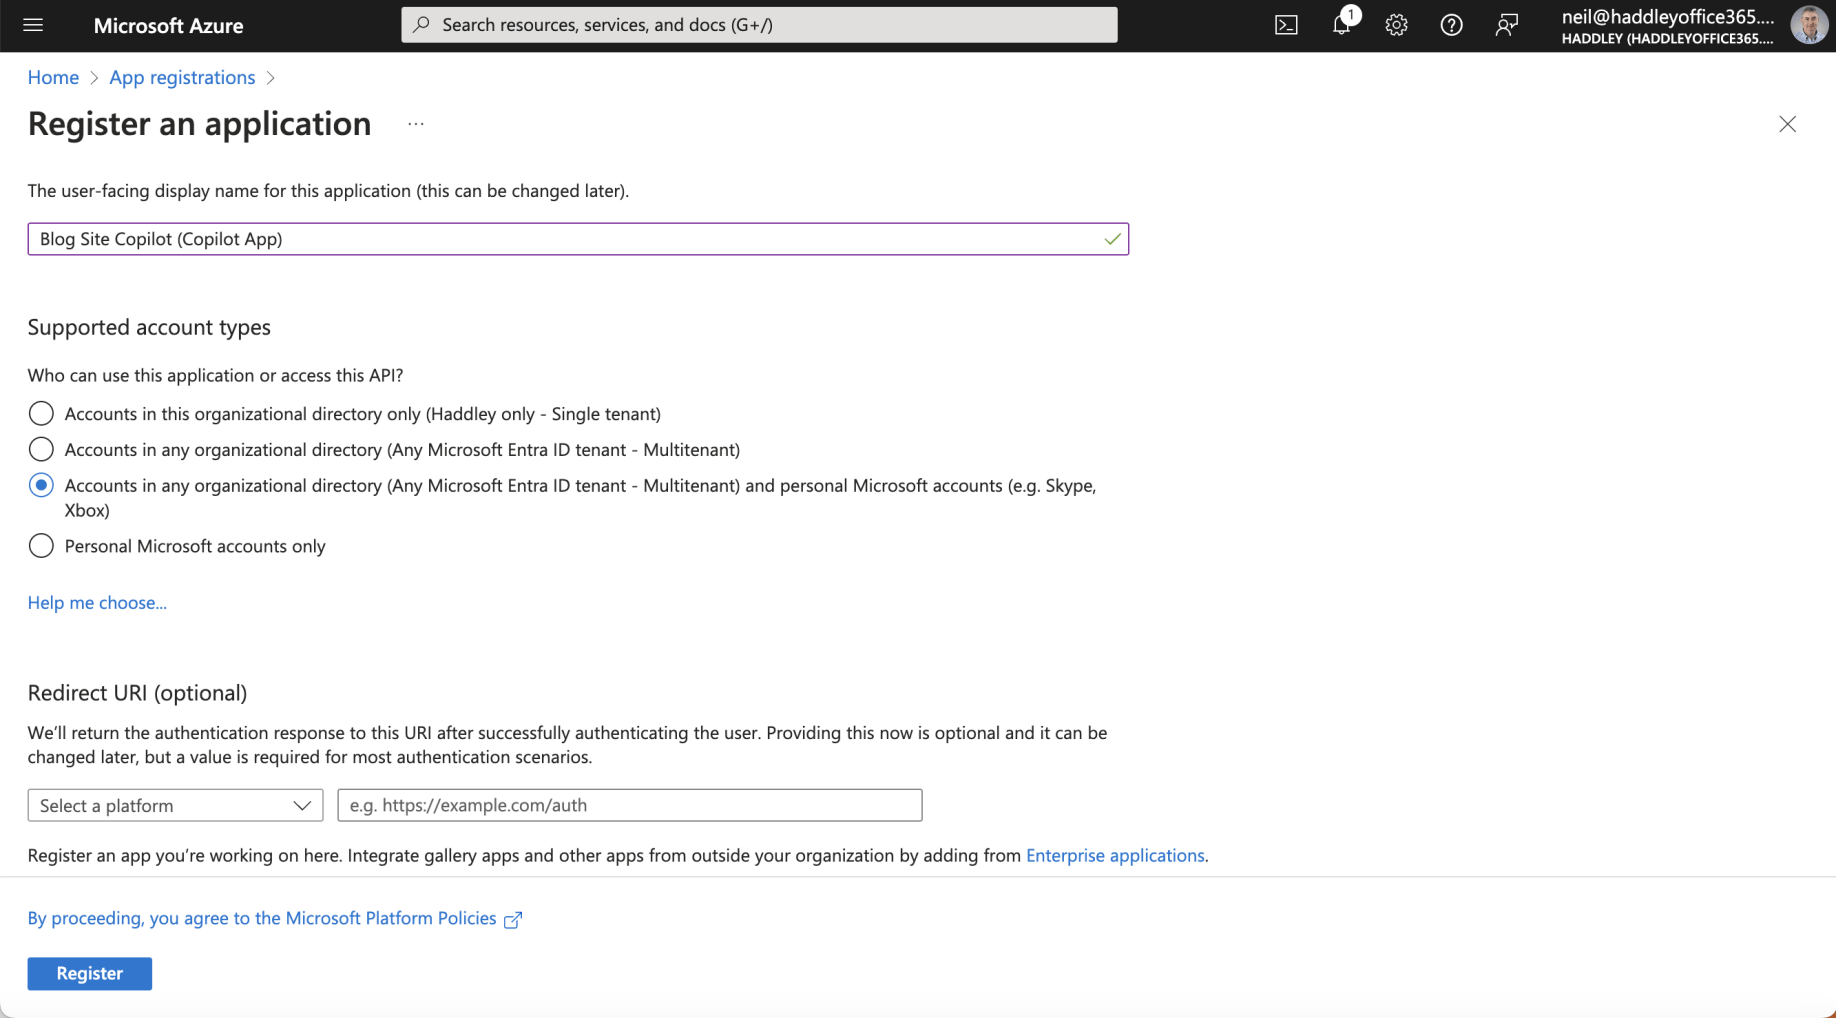 Microsoft Azure
Search resources, services, and docs (G+/)
1
neil@haddleyoffice365....
HADDLEY (HADDLEYOFFICE365....
Home > App registrations >
Register an application ...
The user-facing display name for this application (this can be changed later).
Blog Site Copilot (Copilot App)
Supported account types
Who can use this application or access this API?
Accounts in this organizational directory only (Haddley only - Single tenant)
Accounts in any organizational directory (Any Microsoft Entra ID tenant - Multitenant)
Accounts in any organizational directory (Any Microsoft Entra ID tenant - Multitenant) and personal Microsoft accounts (e.g. Skype,
Xbox)
Personal Microsoft accounts only
Help me choose...
Redirect URI (optional)
We'll return the authentication response to this URI after successfully authenticating the user. Providing this now is optional and it can be
changed later, but a value is required for most authentication scenarios.
Select a platform
e.g. https://example.com/auth
Register an app you're working on here. Integrate gallery apps and other apps from outside your organization by adding from Enterprise applications.
By proceeding, you agree to the Microsoft Platform Policies
Register